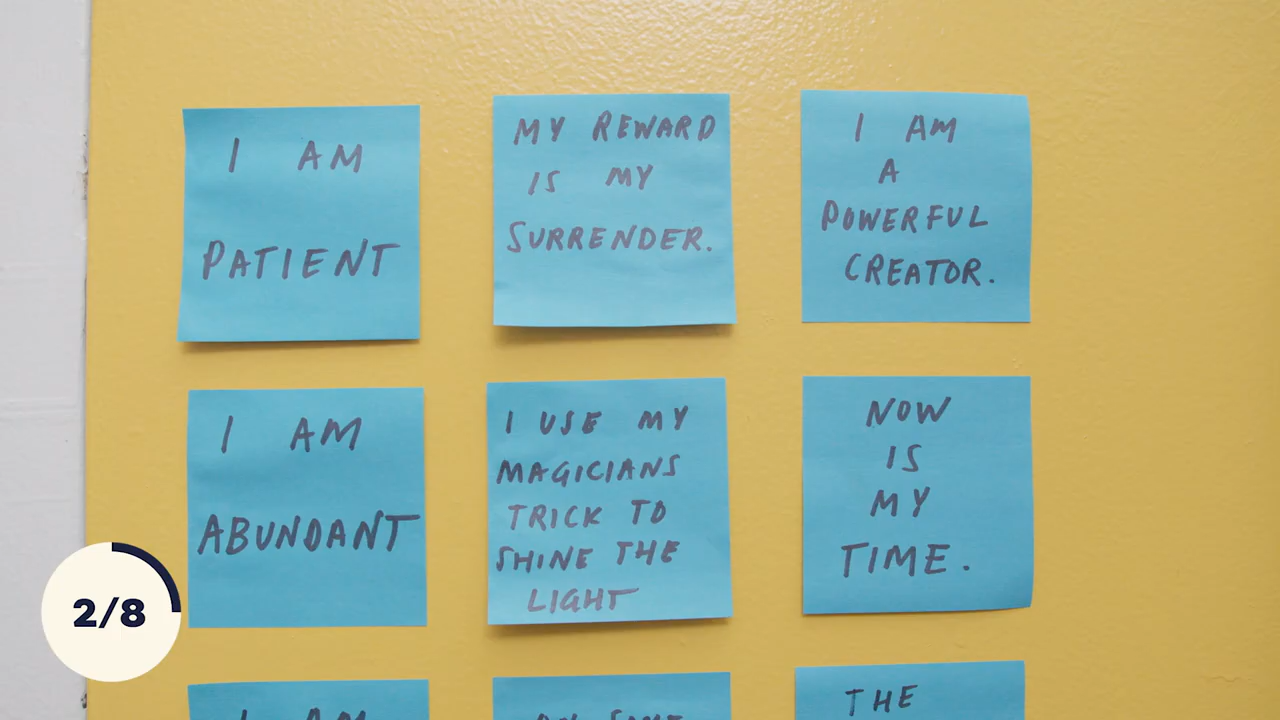 I AM
PATIENT
MY REWARD
IS MY
SURRENDER.
I AM
A
POWERFUL
CREATOR.
I AM
ABUNDANT
I USE MY
MAGICIANS
TRICK TO
SHINE THE
LIGHT
NOW
IS
MY
TIME.
2/8
I AM
THE